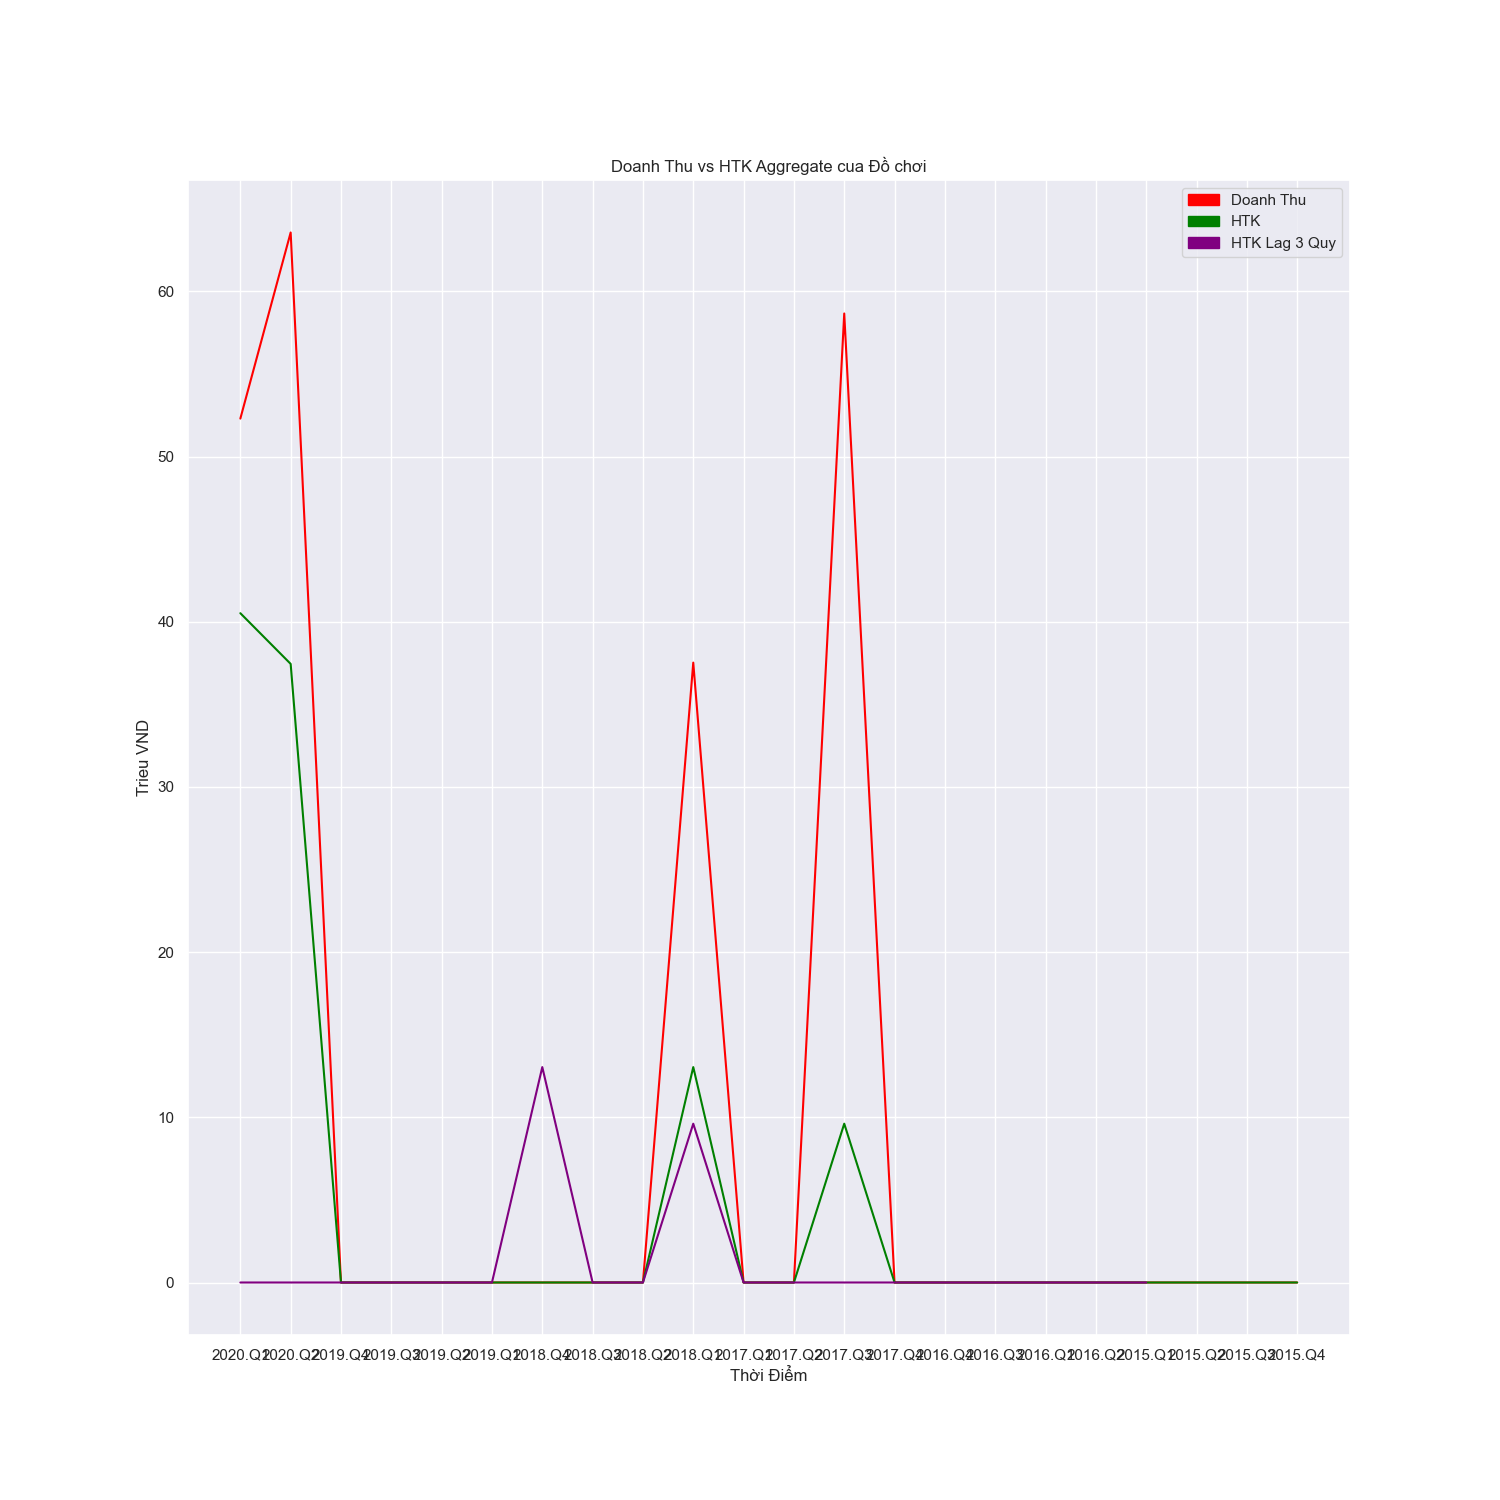 Doanh Thu vs HTK Aggregate cua Đồ chơi
Doanh Thu
HTK
HTK Lag 3 Quy
60
50
40
30
20
10
0
Trieu VND
2020.Q1 2020.Q2 2019.Q4 2019.Q3 2019.Q2 2019.Q1 2018.Q4 2018.Q3 2018.Q2 2018.Q1 2017.Q1 2017.Q2 2017.Q3 2017.Q4 2016.Q4 2016.Q3 2016.Q1 2016.Q2 2015.Q1 2015.Q2 2015.Q3 2015.Q4
Thời Điểm